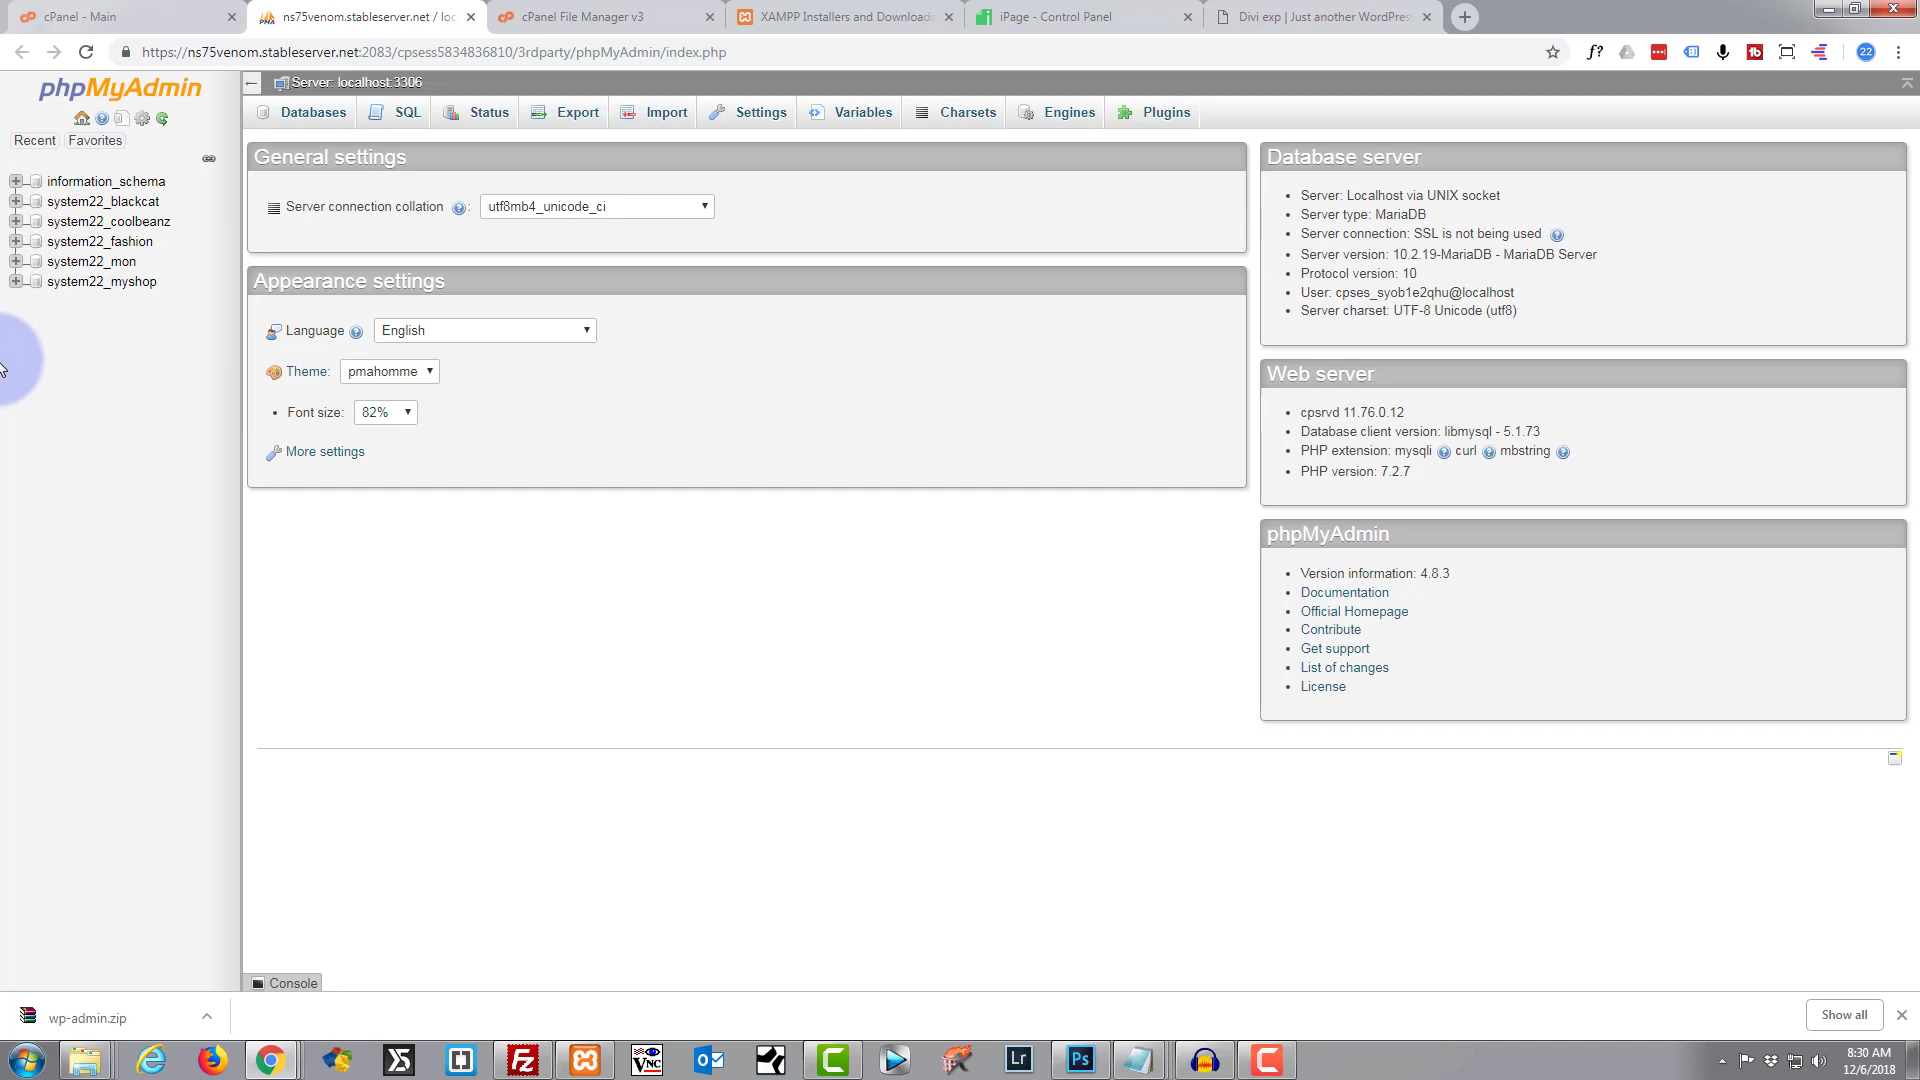 cPanel - Main
ns75venom.stableserver.net / loc
cPanel File Manager v3
XAMPP Installers and Downloads
iPage - Control Panel
Divi exp | Just another WordPres
https://ns75venom.stableserver.net:2083/cpsess5834836810/3rdparty/phpMyAdmin/index.php
f?
22
phpMyAdmin
Recent
Favorites
information_schema
system22_blackcat
system22_coolbeanz
system22_fashion
system22_mon
system22_myshop
Server: localhost:3306
Databases
SQL
Status
Export
Import
Settings
Variables
Charsets
Engines
Plugins
General settings
Server connection collation
:
utf8mb4_unicode_ci
Appearance settings
Language
English
Theme:
pmahomme
Font size:
82%
More settings
Database server
Server: Localhost via UNIX socket
Server type: MariaDB
Server connection: SSL is not being used
Server version: 10.2.19-MariaDB - MariaDB Server
Protocol version: 10
User: cpses_syob1e2qhu@localhost
Server charset: UTF-8 Unicode (utf8)
Web server
cpsrvd 11.76.0.12
Database client version: libmysql - 5.1.73
PHP extension: mysqli curl mbstring
PHP version: 7.2.7
phpMyAdmin
Version information: 4.8.3
Documentation
Official Homepage
Contribute
Get support
List of changes
License
Console
wp-admin.zip
Show all
Fz
VNC
Lr
Ps
8:30 AM
12/6/2018